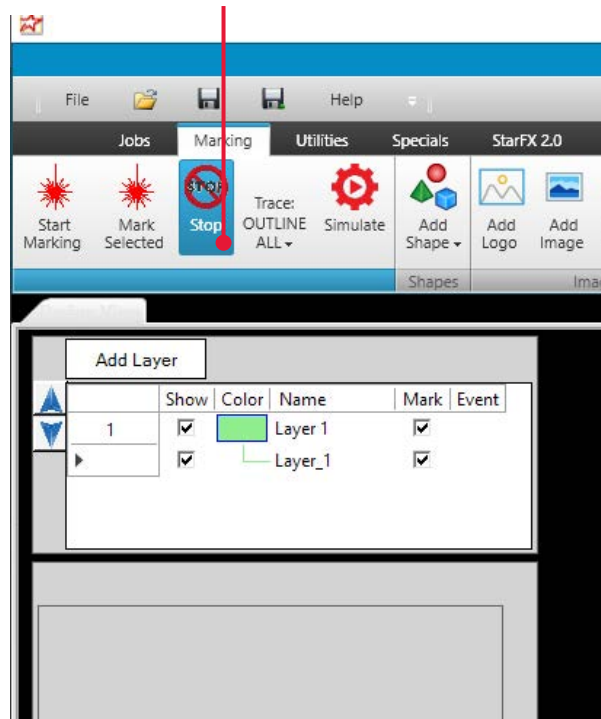 File Help
Jobs Marking Utilities Specials StarFX 2.0
STOP
Start Marking
Mark Selected
Stop
Trace: OUTLINE ALL
Simulate
Add Shape
Add Logo
Add Image
Shapes
Add Layer
Show Color Name Mark Event
1 Layer 1
Layer_1